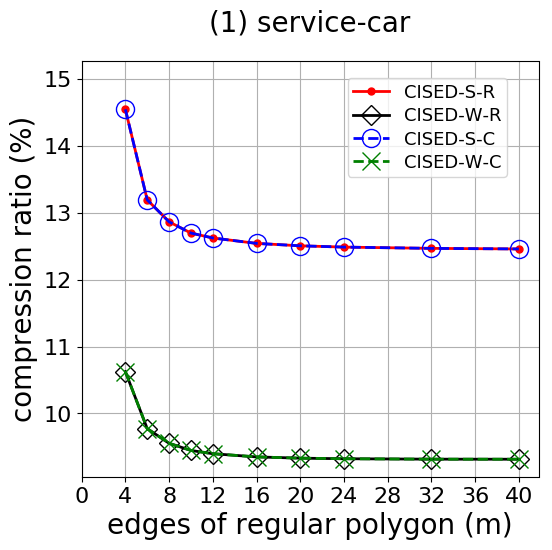 (1) service-car
compression ratio (%)
15
14
13
12
11
10
CISED-S-R
CISED-W-R
CISED-S-C
CISED-W-C
0 4 8 12 16 20 24 28 32 36 40
edges of regular polygon (m)